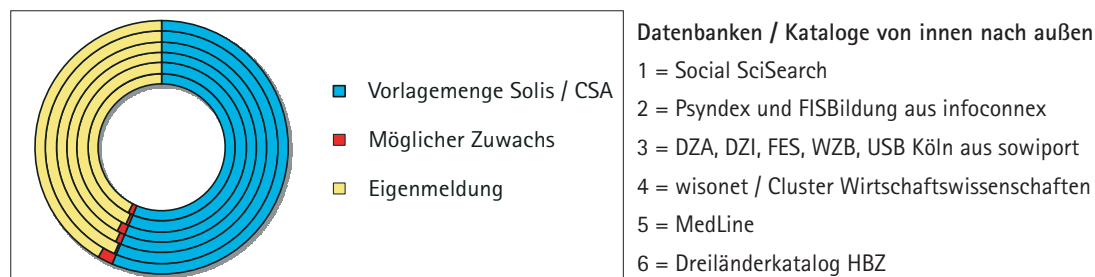 Vorlagemenge Solis / CSA
Möglicher Zuwachs
Eigenmeldung
Datenbanken / Kataloge von innen nach außen
1 = Social SciSearch
2 = Psyndex und FISBildung aus infoconnex
3 = DZA, DZI, FES, WZB, USB Köln aus sowiport
4 = wisonet / Cluster Wirtschaftswissenschaften
5 = MedLine
6 = Dreiländerkatalog HBZ